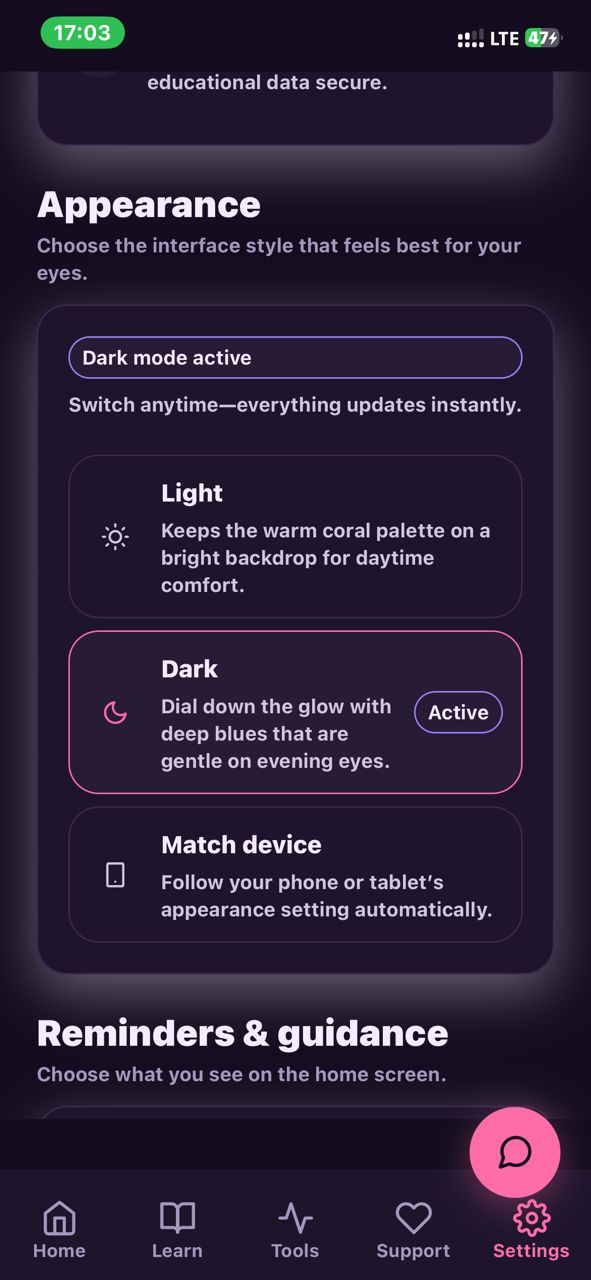 17:03
LTE 47
educational data secure.
Appearance
Choose the interface style that feels best for your
eyes.
Dark mode active
Switch anytime—everything updates instantly.
Light
Keeps the warm coral palette on a
bright backdrop for daytime
comfort.
Dark
Dial down the glow with
deep blues that are
gentle on evening eyes.
Active
Match device
Follow your phone or tablet’s
appearance setting automatically.
Reminders & guidance
Choose what you see on the home screen.
Home
Learn
Tools
Support
Settings